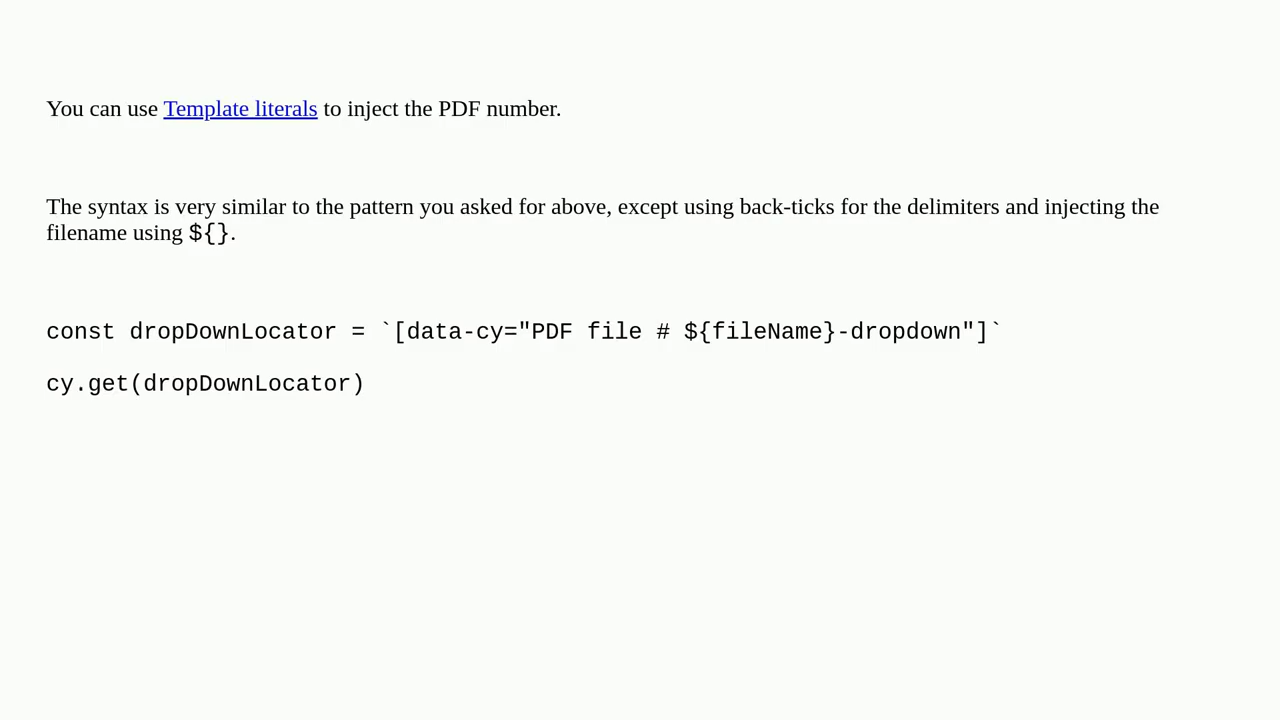 You can use Template literals to inject the PDF number.
The syntax is very similar to the pattern you asked for above, except using back-ticks for the delimiters and injecting the
filename using ${}.
const dropDownLocator = `[data-cy="PDF file # ${fileName}-dropdown"]`
cy.get(dropDownLocator)